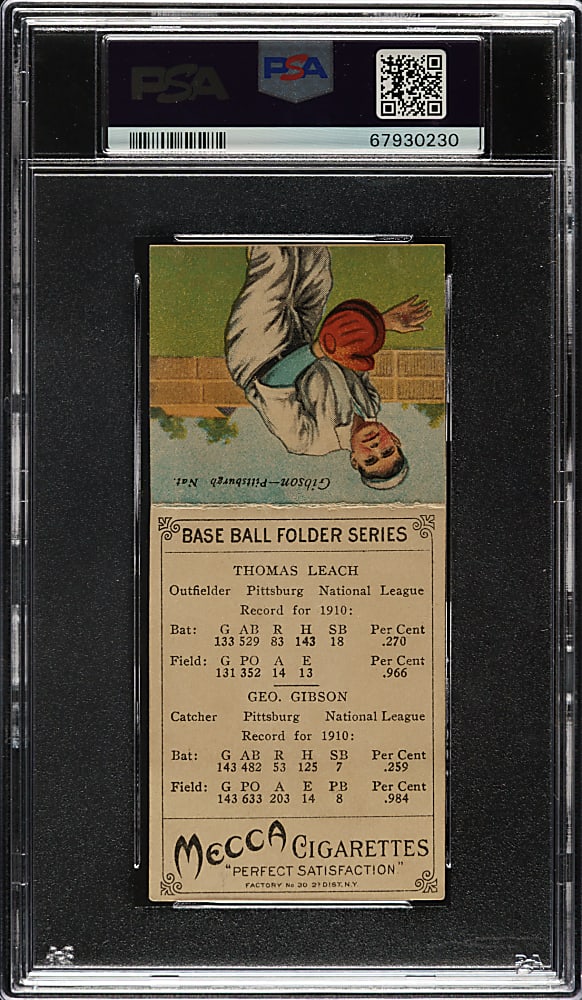 PSA PSA
67930230
Gibson—Pittsburgh Nat.
BASE BALL FOLDER SERIES
THOMAS LEACH
Outfielder Pittsburg National League
Record for 1910:
Bat: G AB R H SB Per Cent
133 529 83 143 18 .270
Field: G PO A E Per Cent
131 352 14 13 .966
GEO. GIBSON
Catcher Pittsburg National League
Record for 1910:
Bat: G AB R H SB Per Cent
143 482 53 125 7 .259
Field: G PO A E P.B Per Cent
143 633 203 14 8 .984
MECCA CIGARETTES
"PERFECT SATISFACTION"
FACTORY No 30 2D DIST. N.Y.
PSA